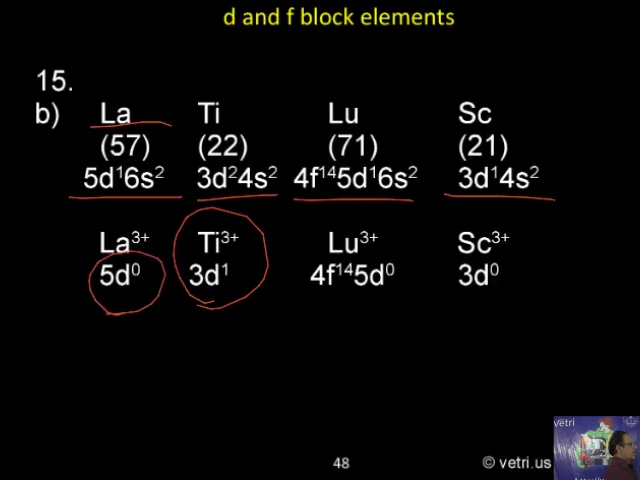 d and f block elements
15.
b) La Ti Lu Sc
(57) (22) (71) (21)
5d¹6s² 3d²4s² 4f¹⁴5d¹6s² 3d¹4s²
La³⁺ Ti³⁺ Lu³⁺ Sc³⁺
5d⁰ 3d¹ 4f¹⁴5d⁰ 3d⁰
vetri
48 © vetri.us